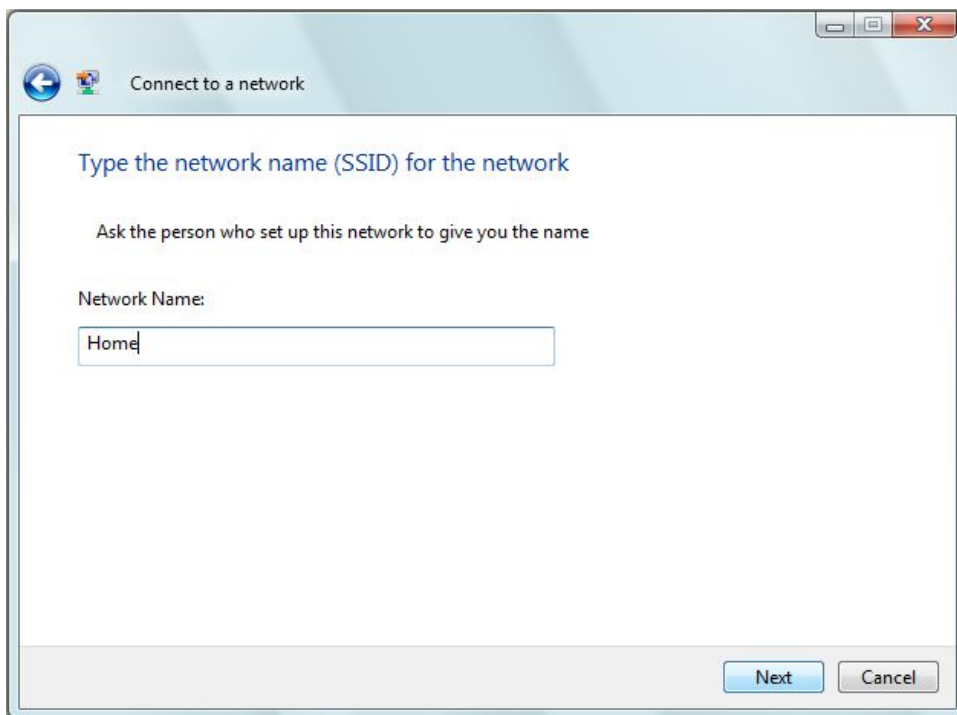 Connect to a network
Type the network name (SSID) for the network
Ask the person who set up this network to give you the name
Network Name:
Home
Next Cancel